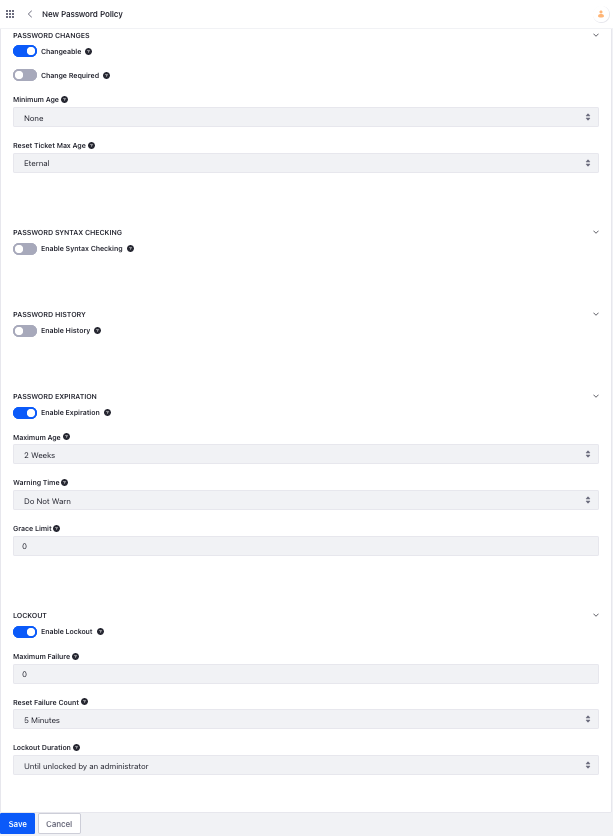 New Password Policy
PASSWORD CHANGES
Changeable
Change Required
Minimum Age
None
Reset Ticket Max Age
Eternal
PASSWORD SYNTAX CHECKING
Enable Syntax Checking
PASSWORD HISTORY
Enable History
PASSWORD EXPIRATION
Enable Expiration
Maximum Age
2 Weeks
Warning Time
Do Not Warn
Grace Limit
0
LOCKOUT
Enable Lockout
Maximum Failure
0
Reset Failure Count
5 Minutes
Lockout Duration
Until unlocked by an administrator
Save Cancel